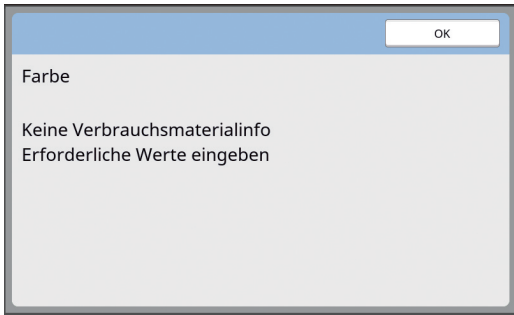 OK
Farbe
Keine Verbrauchsmaterialinfo
Erforderliche Werte eingeben